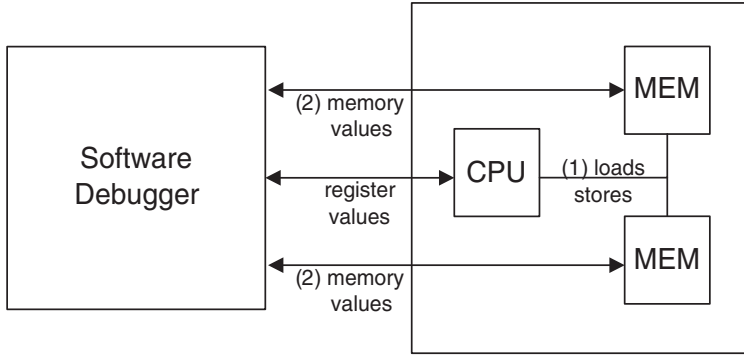 MEM
(2) memory
values
Software
Debugger
CPU
(1) loads
stores
register
values
MEM
(2) memory
values